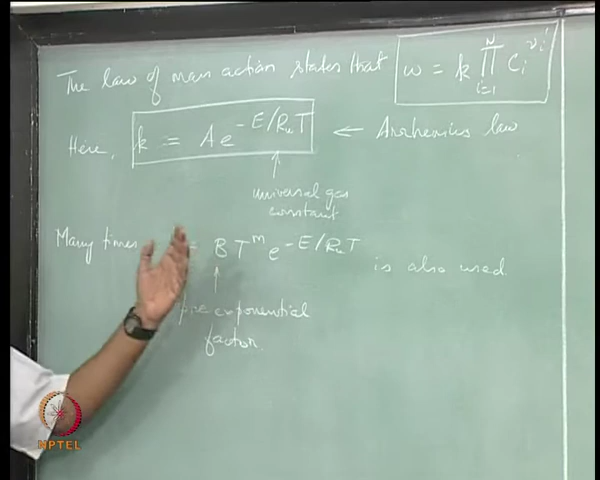 The law of mass action states that ω = k ∏ᵢ₌₁ᴺ Cᵢ^νᵢ'
Here, k = A e^-E/RᵤT ← Arrhenius law
universal gas
constant
Many times = B T^m e^-E/RᵤT is also used
pre exponential
factor.
NPTEL